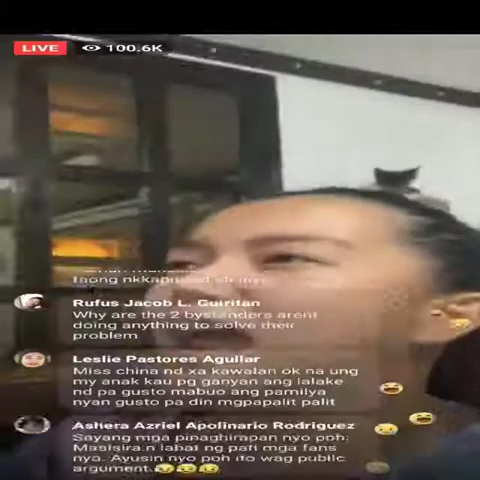 LIVE 100.6K
taong
Rufus Jacob L. Guiritan
Why are the 2 bystanders arent
doing anything to solve their
problem
Leslie Pastores Aguilar
Miss china nd xa kawalan ok na ung
my anak kau pg ganyan ang lalake
nd pa gusto mabuo ang pamilya
nyan gusto pa din mgpapalit palit
Ashera Azriel Apolinario Rodriguez
Sayang mga pinaghirapan nyo poh.
Masisira.n lahat ng pati mga fans
nyo. Ayusin nyo poh ito wag public
argument.